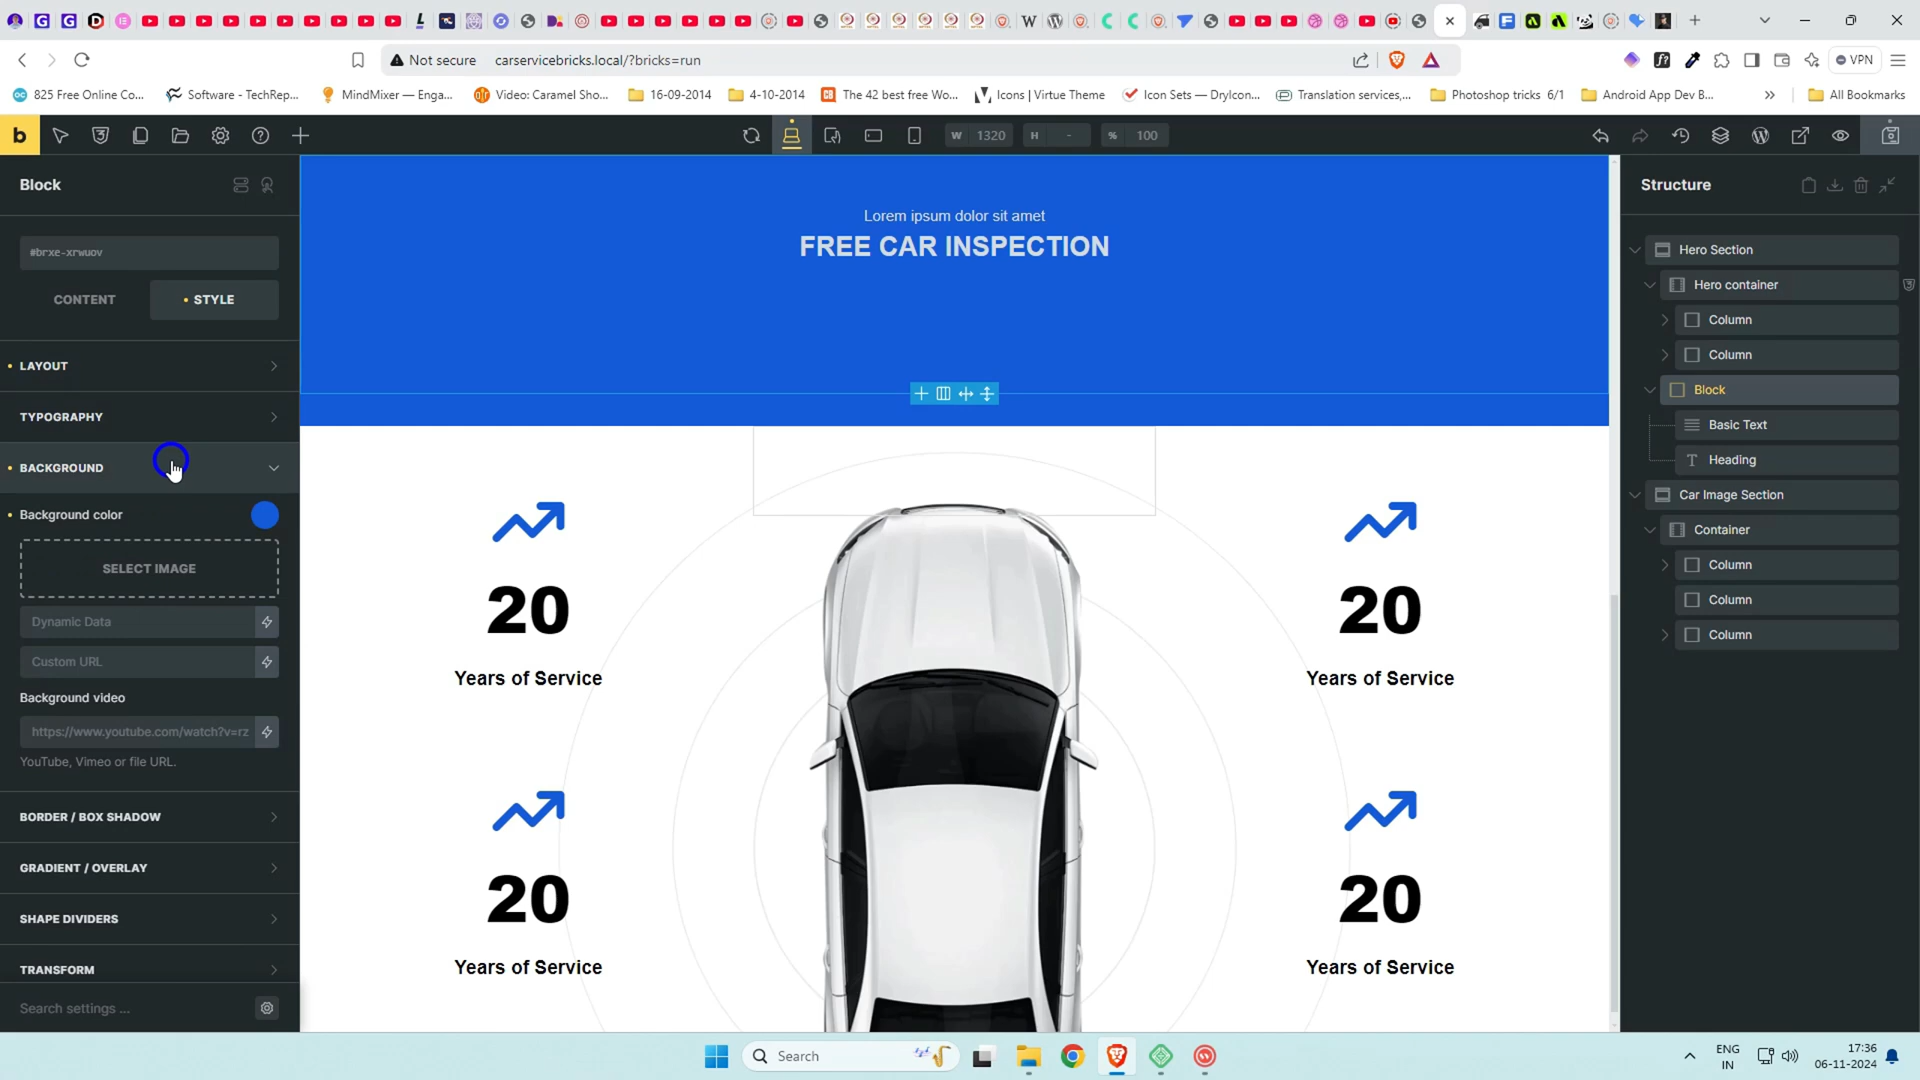 Not secure
carservicebricks.local/?bricks=run
VPN
825 Free Online Co...
Software - TechRep...
MindMixer — Enga...
Video: Caramel Sho...
16-09-2014
4-10-2014
The 42 best free Wo...
Icons | Virtue Theme
Icon Sets — DryIcon...
Translation services,...
Photoshop tricks 6/1
Android App Dev B...
All Bookmarks
b
W 1320
H -
% 100
Block
#brxe-xrwuov
CONTENT
STYLE
LAYOUT
TYPOGRAPHY
BACKGROUND
Background color
SELECT IMAGE
Dynamic Data
Custom URL
Background video
https://www.youtube.com/watch?v=rz
YouTube, Vimeo or file URL.
BORDER / BOX SHADOW
GRADIENT / OVERLAY
SHAPE DIVIDERS
TRANSFORM
Search settings ...
Lorem ipsum dolor sit amet
FREE CAR INSPECTION
20
Years of Service
20
Years of Service
20
Years of Service
20
Years of Service
Structure
Hero Section
Hero container
Column
Column
Block
Basic Text
Heading
Car Image Section
Container
Column
Column
Column
Search
ENG
IN
17:36
06-11-2024